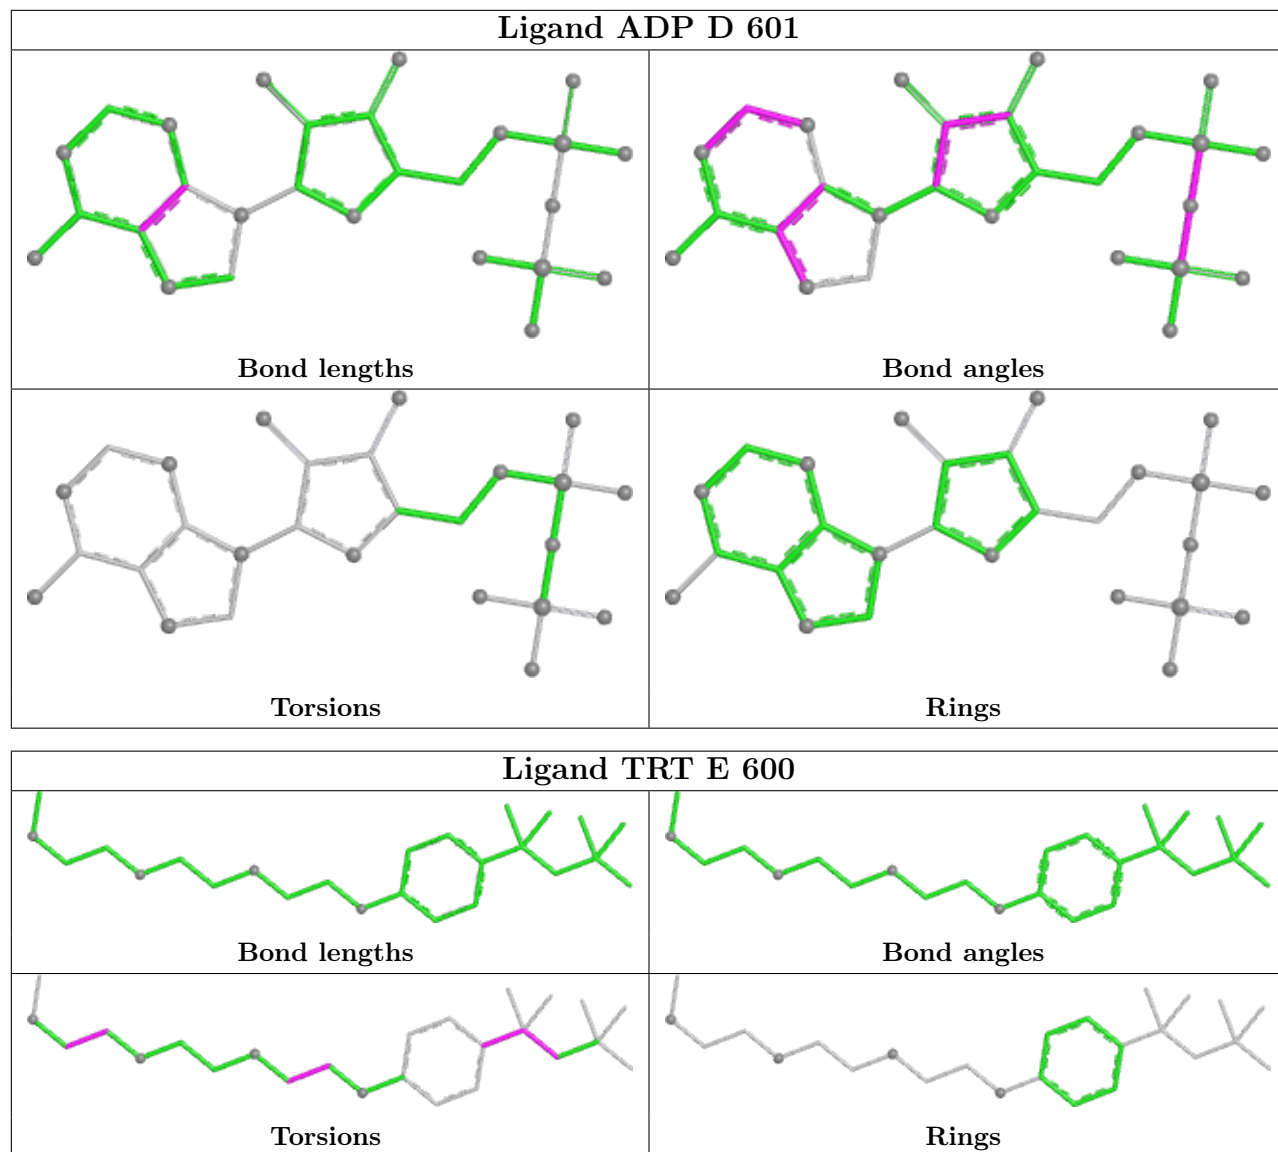 Ligand ADP D 601
Bond lengths
Bond angles
Torsions
Rings
Ligand TRT E 600
Bond lengths
Bond angles
Torsions
Rings